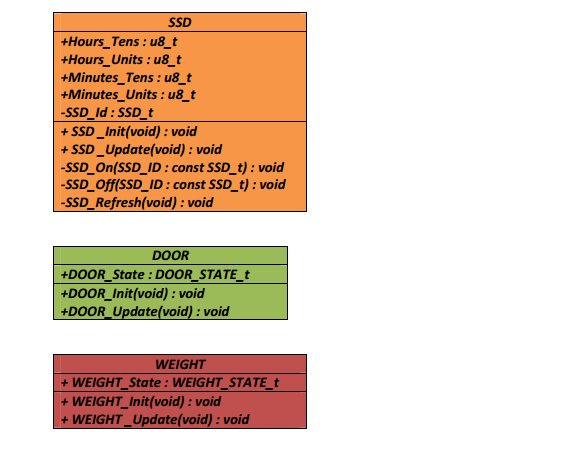 SSD
+Hours_Tens : u8_t
+Hours_Units : u8_t
+Minutes_Tens : u8_t
+Minutes_Units : u8_t
-SSD_Id : SSD_t
+ SSD _Init(void) : void
+ SSD _Update(void) : void
-SSD_On(SSD_ID : const SSD_t) : void
-SSD_Off(SSD_ID : const SSD_t) : void
-SSD_Refresh(void) : void
DOOR
+DOOR_State : DOOR_STATE_t
+DOOR_Init(void) : void
+DOOR_Update(void) : void
WEIGHT
+ WEIGHT_State : WEIGHT_STATE_t
+ WEIGHT_Init(void) : void
+ WEIGHT _Update(void) : void